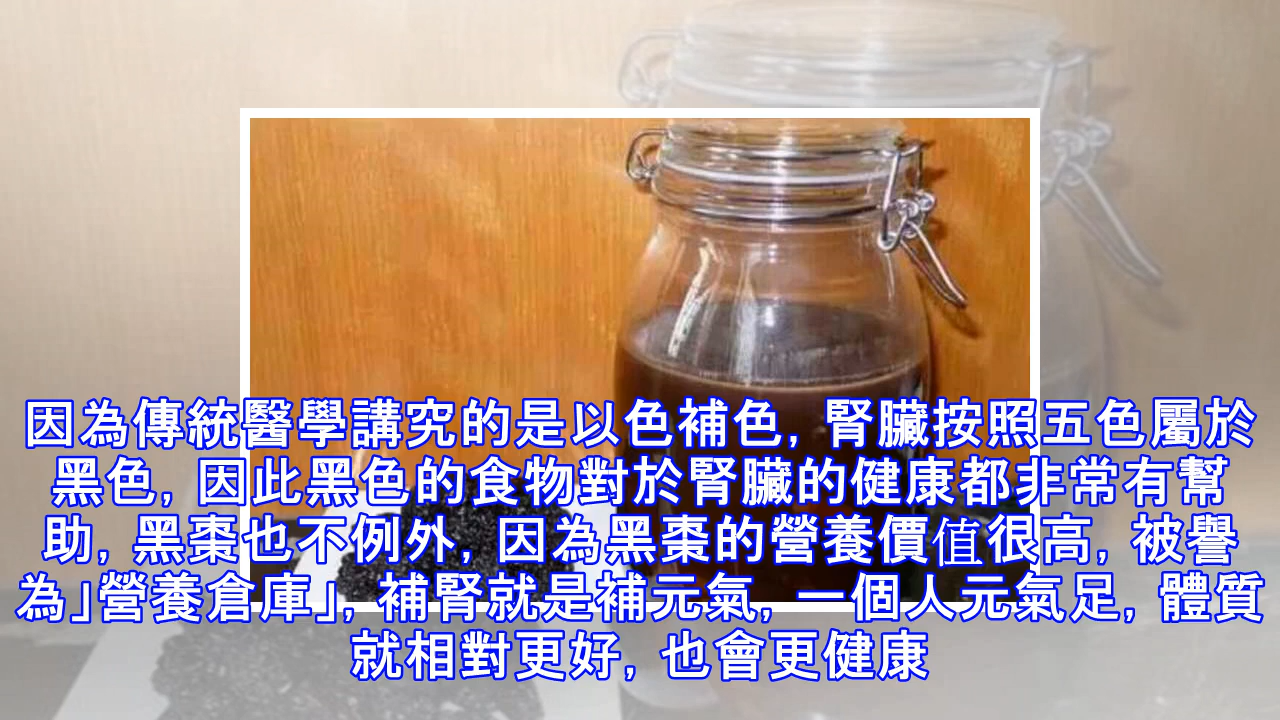 因為傳統醫學講究的是以色補色, 腎臟按照五色屬於
黑色, 因此黑色的食物對於腎臟的健康都非常有幫
助, 黑棗也不例外, 因為黑棗的營養價值很高, 被譽
為」營養倉庫」, 補腎就是補元氣, 一個人元氣足, 體質
就相對更好, 也會更健康